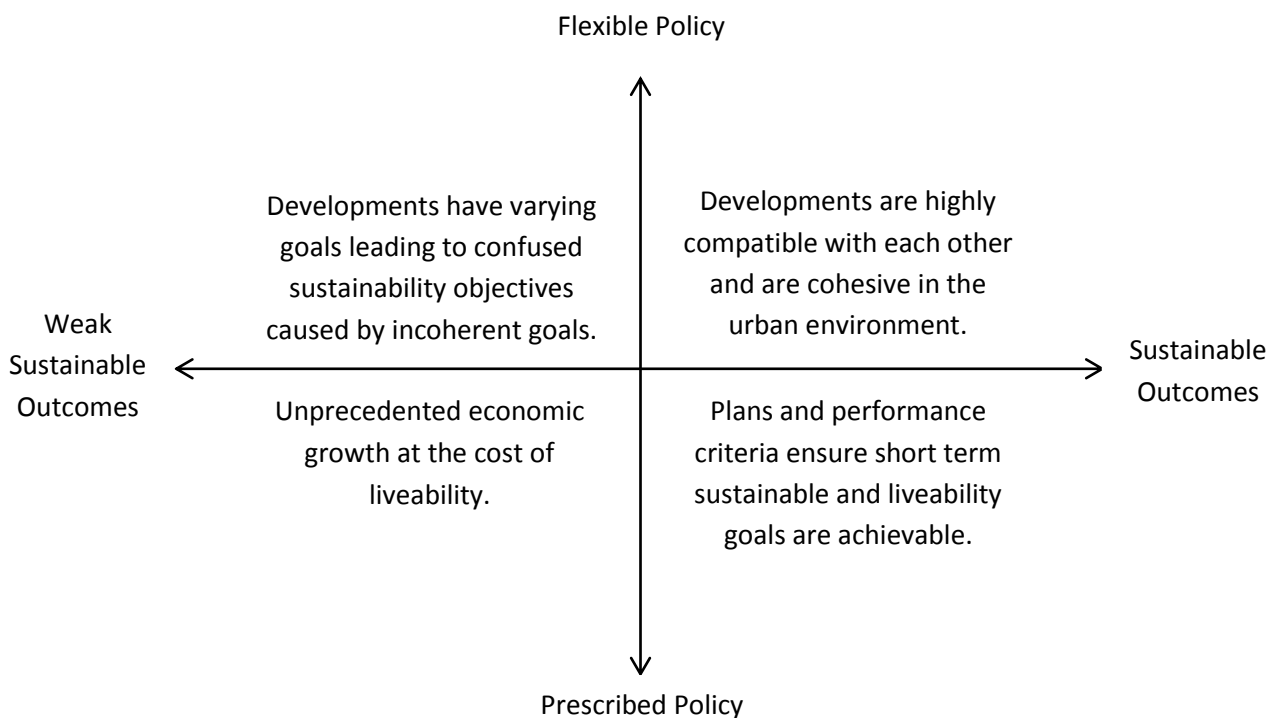 Flexible Policy
Developments have varying
goals leading to confused
sustainability objectives
caused by incoherent goals.
Developments are highly
compatible with each other
and are cohesive in the
urban environment.
Weak
Sustainable
Outcomes
Sustainable
Outcomes
Unprecedented economic
growth at the cost of
liveability.
Plans and performance
criteria ensure short term
sustainable and liveability
goals are achievable.
Prescribed Policy